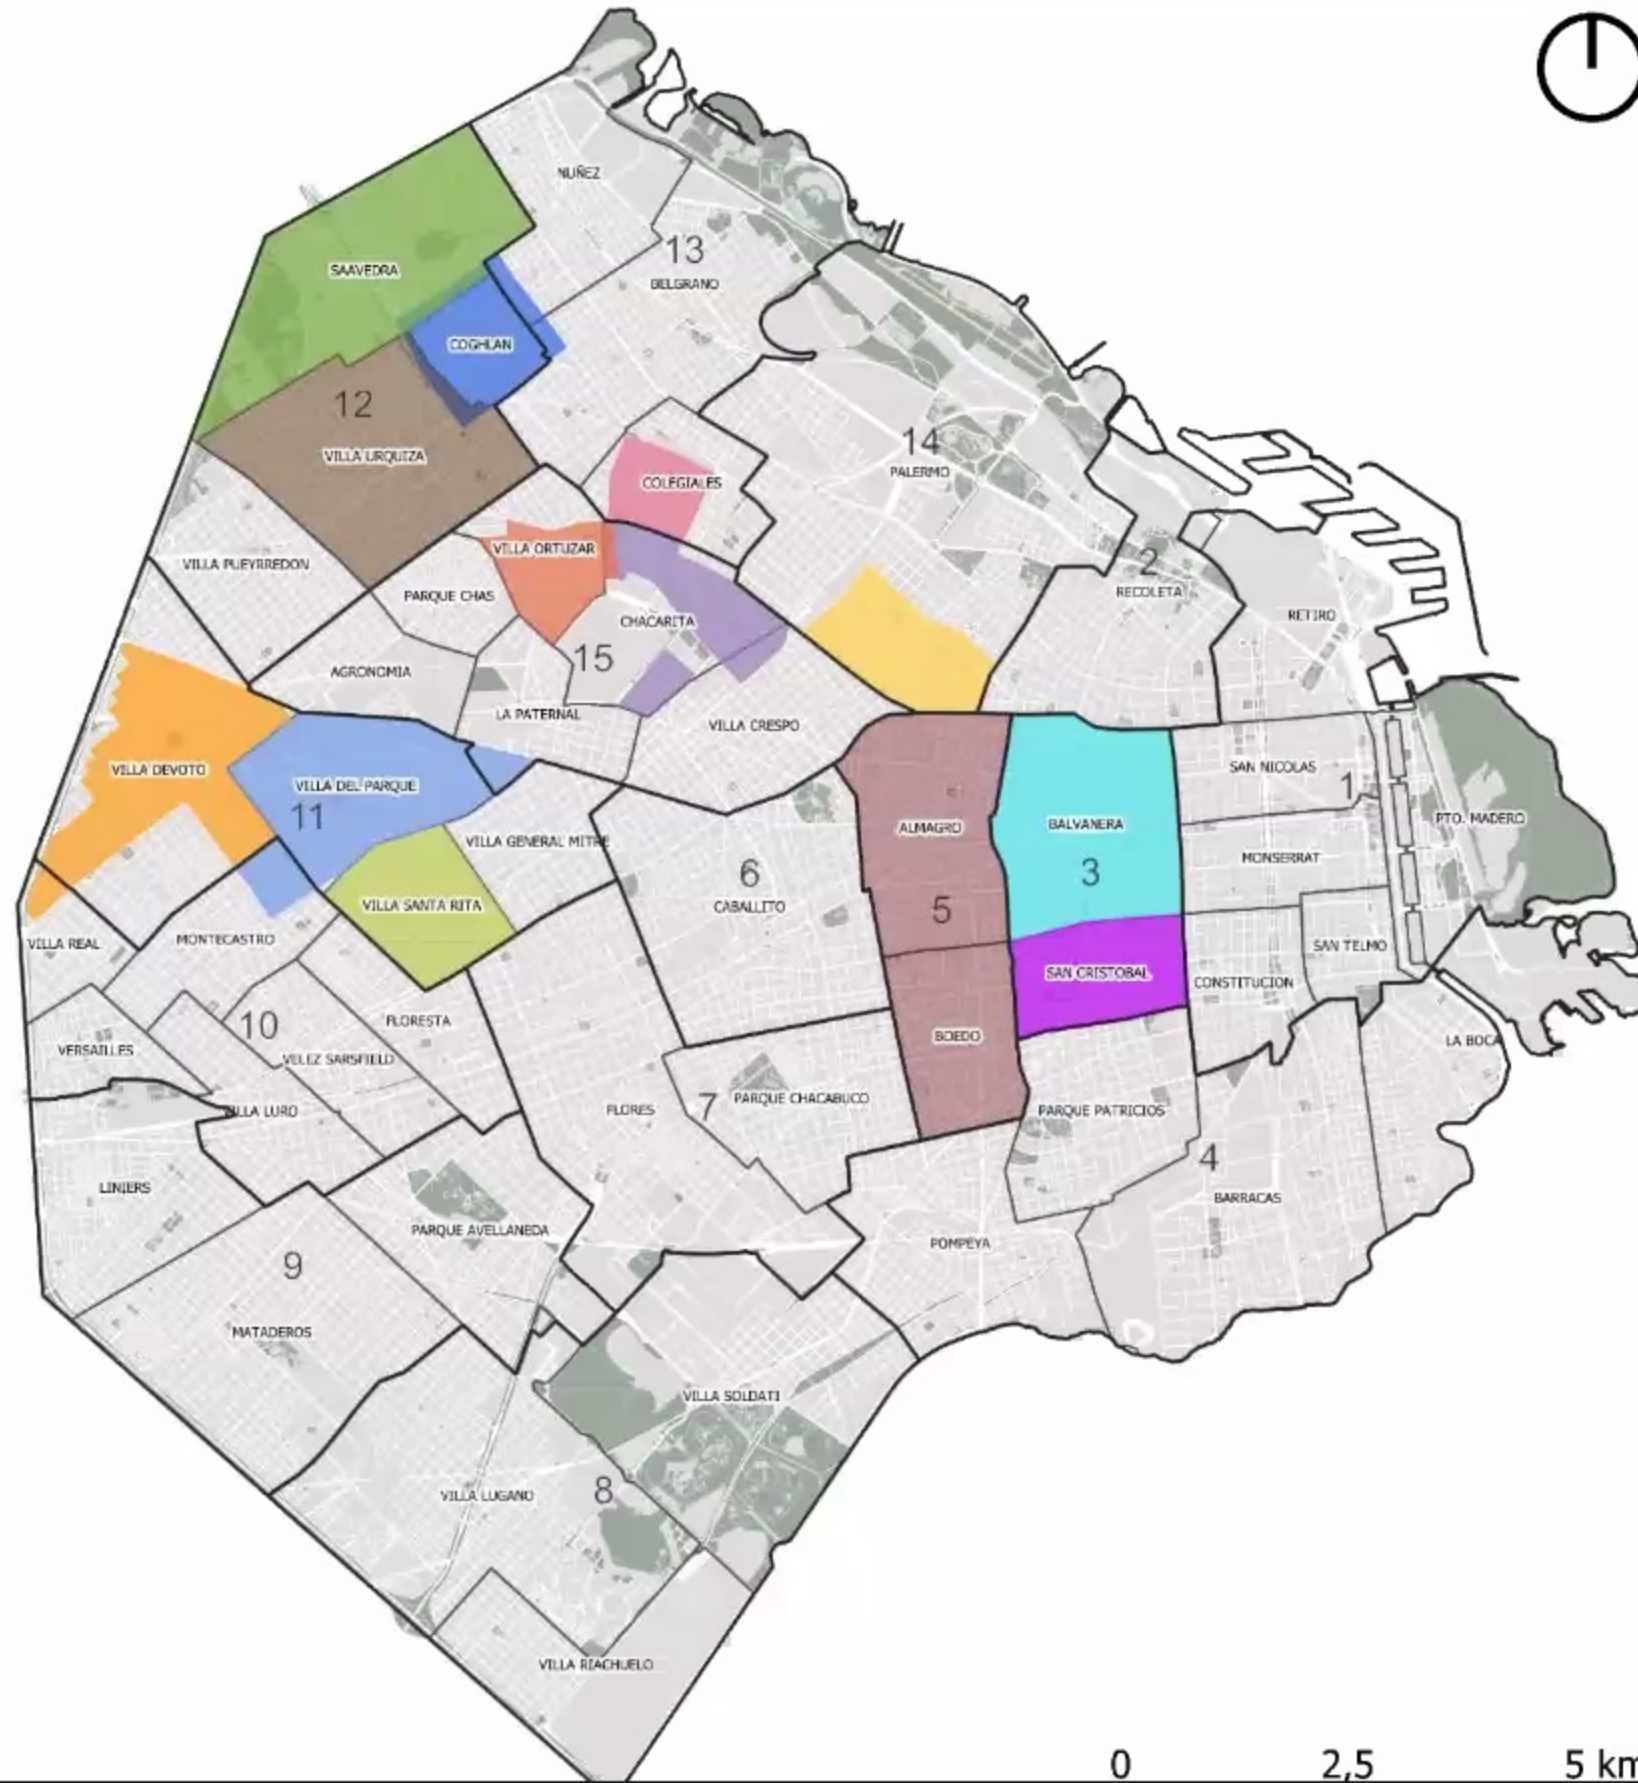 NUÑEZ
13
SAAVEDRA
BELGRANO
COGHLAN
12
14
VILLA URQUIZA
PALERMO
COLEGIALES
VILLA ORTUZAR
VILLA PUEYRREDON
2
PARQUE CHAS
RECOLETA
RETIRO
CHACARITA
15
AGRONOMIA
LA PATERNAL
VILLA CRESPO
VILLA DEVOTO
SAN NICOLAS
VILLA DEL PARQUE
1
11
PTO. MADERO
ALMAGRO
BALVANERA
VILLA GENERAL MITRE
MONSERRAT
6
3
VILLA SANTA RITA
CABALLITO
5
VILLA REAL
MONTECASTRO
SAN TELMO
SAN CRISTOBAL
CONSTITUCION
10
FLORESTA
BOEDO
LA BOCA
VERSAILLES
VELEZ SARSFIELD
7
PARQUE CHACABUCO
VILLA LURO
FLORES
PARQUE PATRICIOS
4
LINIERS
BARRACAS
PARQUE AVELLANEDA
POMPEYA
9
MATADEROS
VILLA SOLDATI
8
VILLA LUGANO
VILLA RIACHUELO
0 2,5 5 km